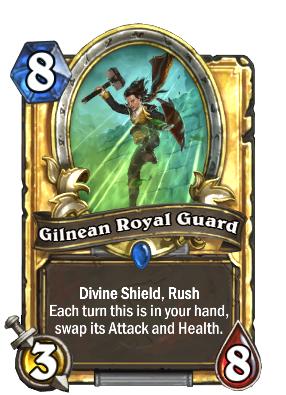 8
Gilnean Royal Guard
Divine Shield, Rush
Each turn this is in your hand,
swap its Attack and Health.
3
8